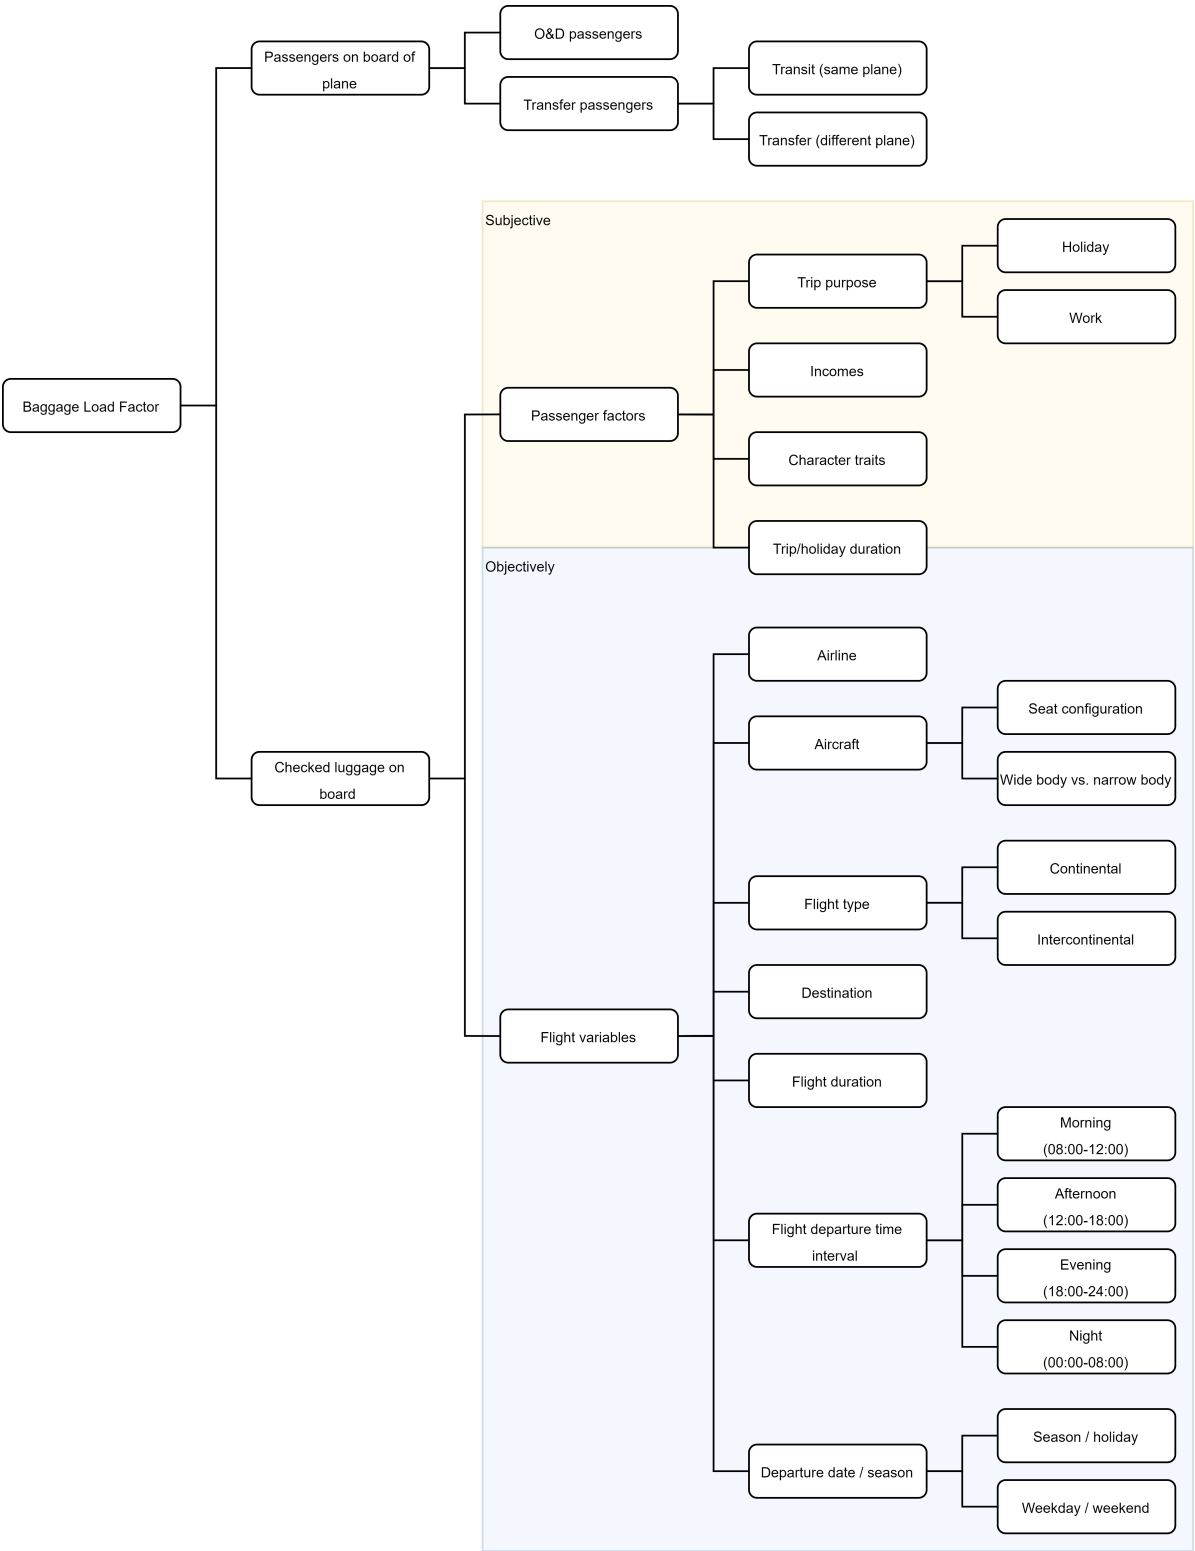 O&D passengers
Passengers on board of
plane
Transit (same plane)
Transfer passengers
Transfer (different plane)
Subjective
Holiday
Trip purpose
Work
Incomes
Baggage Load Factor
Passenger factors
Character traits
Trip/holiday duration
Objectively
Airline
Seat configuration
Aircraft
Checked luggage on
board
Wide body vs. narrow body
Continental
Flight type
Intercontinental
Destination
Flight variables
Flight duration
Morning
(08:00-12:00)
Afternoon
(12:00-18:00)
Flight departure time
interval
Evening
(18:00-24:00)
Night
(00:00-08:00)
Season / holiday
Departure date / season
Weekday / weekend